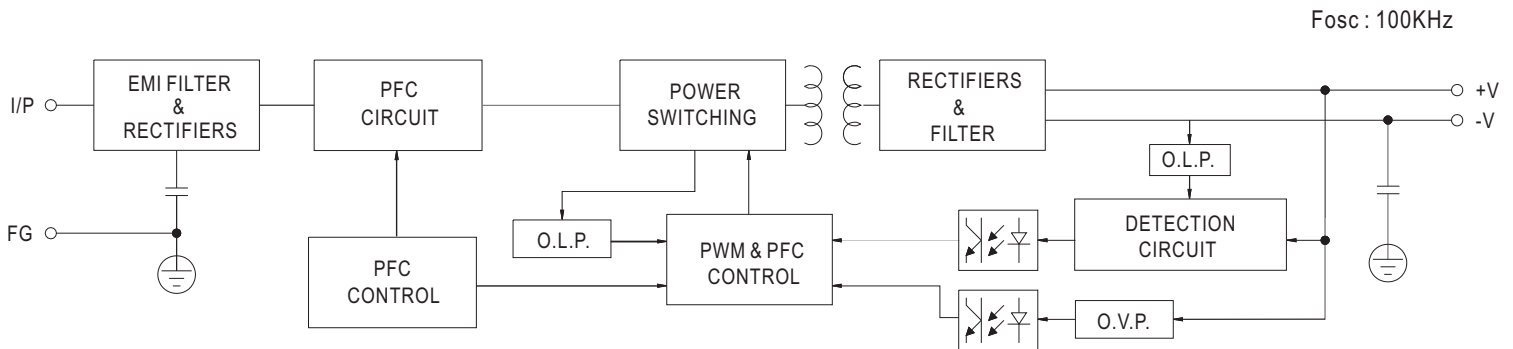 Fosc : 100KHz
I/P
EMI FILTER
&
RECTIFIERS
PFC
CIRCUIT
POWER
SWITCHING
RECTIFIERS
&
FILTER
+V
-V
O.L.P.
FG
O.L.P.
DETECTION
CIRCUIT
PFC
CONTROL
PWM & PFC
CONTROL
O.V.P.